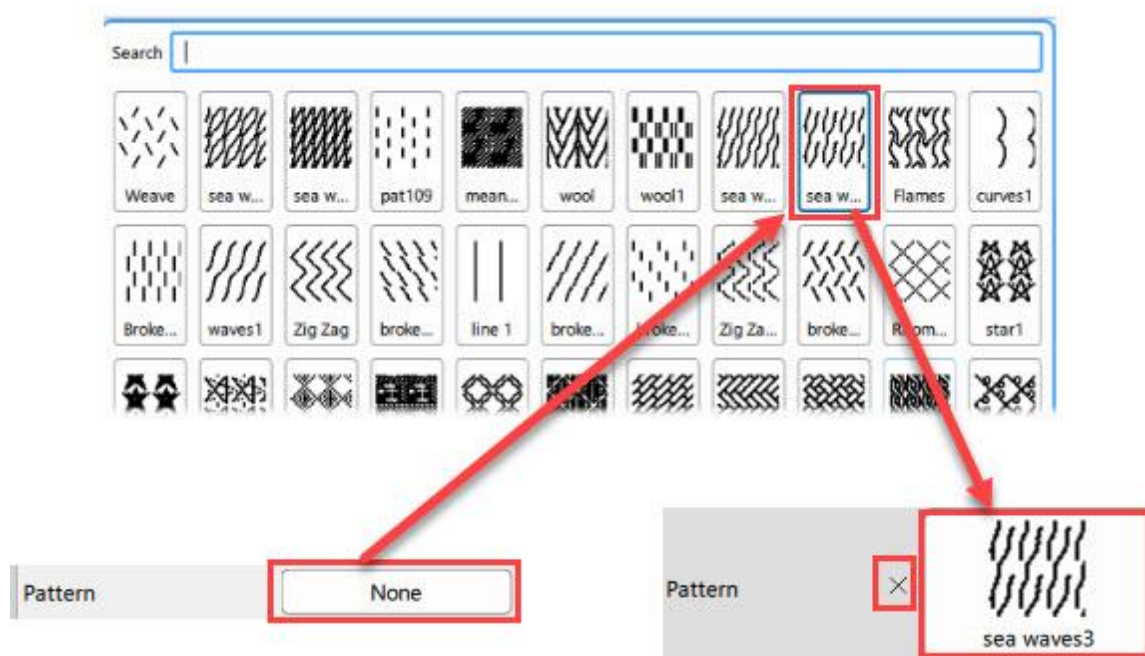 Search
Weave sea w... sea w... pat109 mean... wool wool1 sea w... sea w... Flames curves1
Broke... waves1 Zig Zag broke... line 1 broke... broke... Zig Za... broke... star1
Pattern None
Pattern
sea waves3